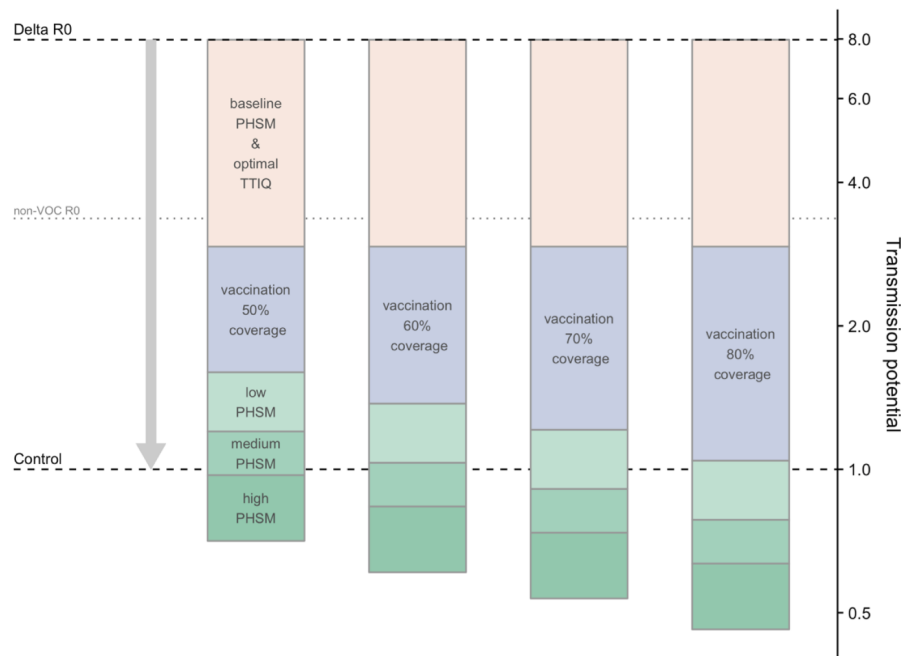 Delta R0
8.0
6.0
baseline
PHSM
&
optimal
TTIQ
4.0
non-VOC R0
Transmission potential
vaccination
50%
coverage
vaccination
60%
coverage
vaccination
70%
coverage
vaccination
80%
coverage
2.0
low
PHSM
medium
PHSM
high
PHSM
Control
1.0
0.5